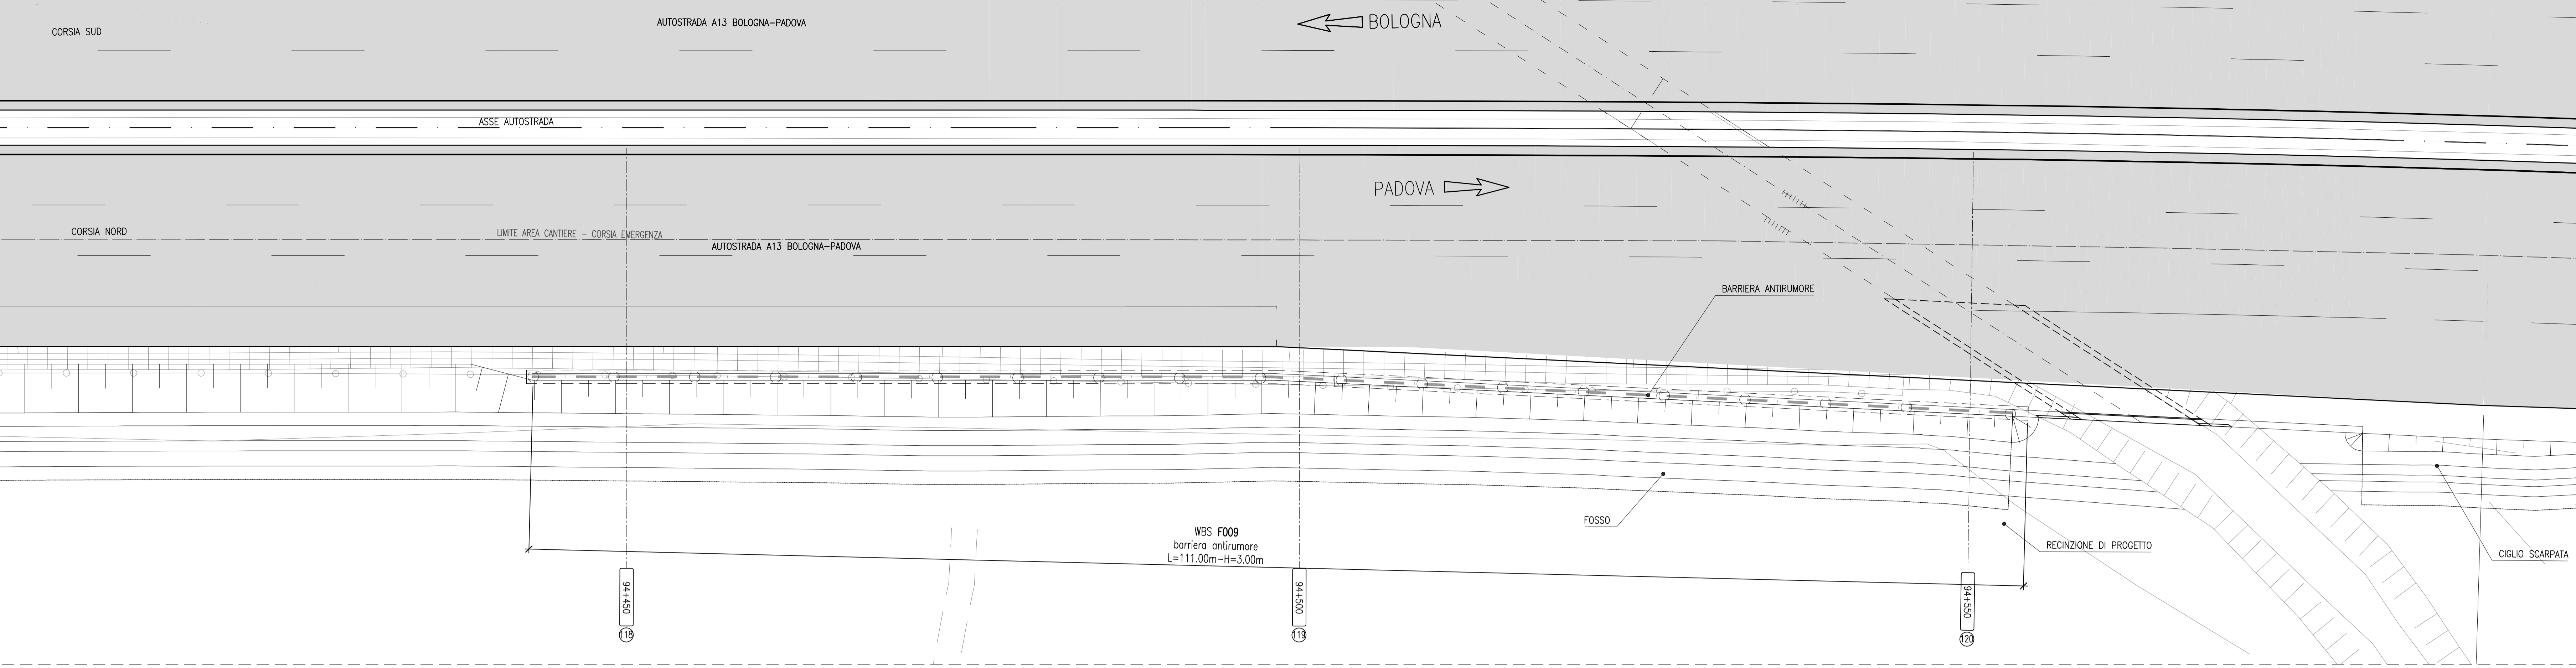 CORSIA SUD
AUTOSTRADA A13 BOLOGNA-PADOVA
BOLOGNA
ASSE AUTOSTRADA
PADOVA
CORSIA NORD
LIMITE AREA CANTIERE - CORSIA EMERGENZA
AUTOSTRADA A13 BOLOGNA-PADOVA
BARRIERA ANTIRUMORE
FOSSO
WBS FO09
barriera antirumore
L=111.00m-H=3.00m
RECINZIONE DI PROGETTO
CIGLIO SCARPATA
94+450
118
94+500
119
94+550
120